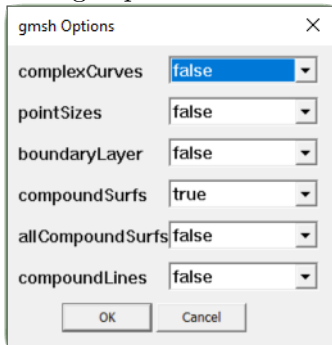 gmsh Options
complexCurves false
pointSizes false
boundaryLayer false
compoundSurfs true
allCompoundSurfs false
compoundLines false
OK Cancel